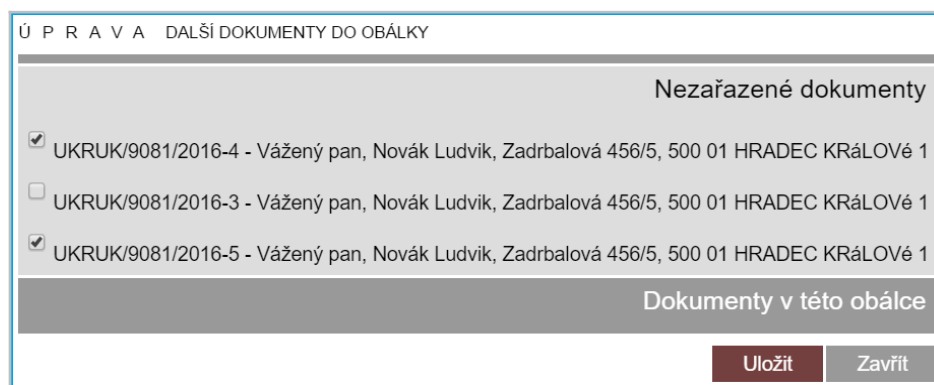 Ú P R A V A DALŠÍ DOKUMENTY DO OBÁLKY
Nezařazené dokumenty
UKRUK/9081/2016-4 - Vážený pan, Novák Ludvik, Zadrbalová 456/5, 500 01 HRADEC KRáLOVé 1
UKRUK/9081/2016-3 - Vážený pan, Novák Ludvik, Zadrbalová 456/5, 500 01 HRADEC KRáLOVé 1
UKRUK/9081/2016-5 - Vážený pan, Novák Ludvik, Zadrbalová 456/5, 500 01 HRADEC KRáLOVé 1
Dokumenty v této obálce
Uložit Zavřít